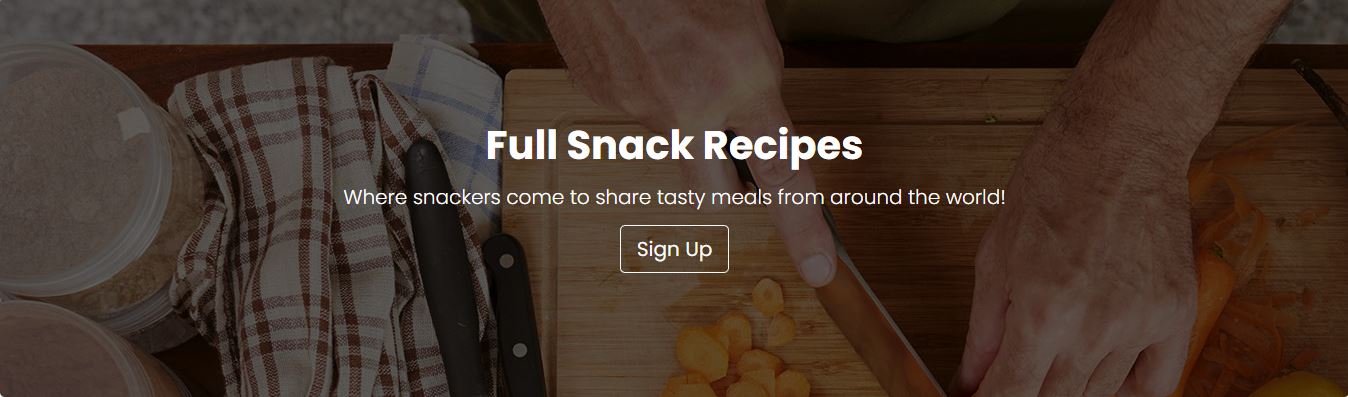 Full Snack Recipes
Where snackers come to share tasty meals from around the world!
Sign Up